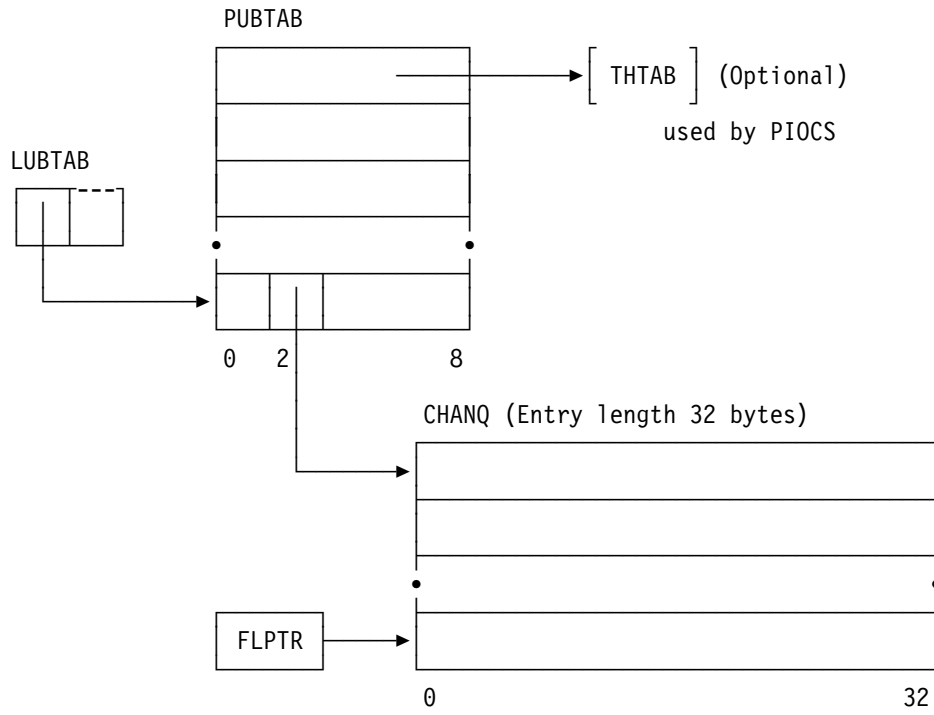 PUBTAB
THTAB (Optional)
used by PIOCS
LUBTAB
0 2 8
CHANQ (Entry length 32 bytes)
FLPTR
0 32